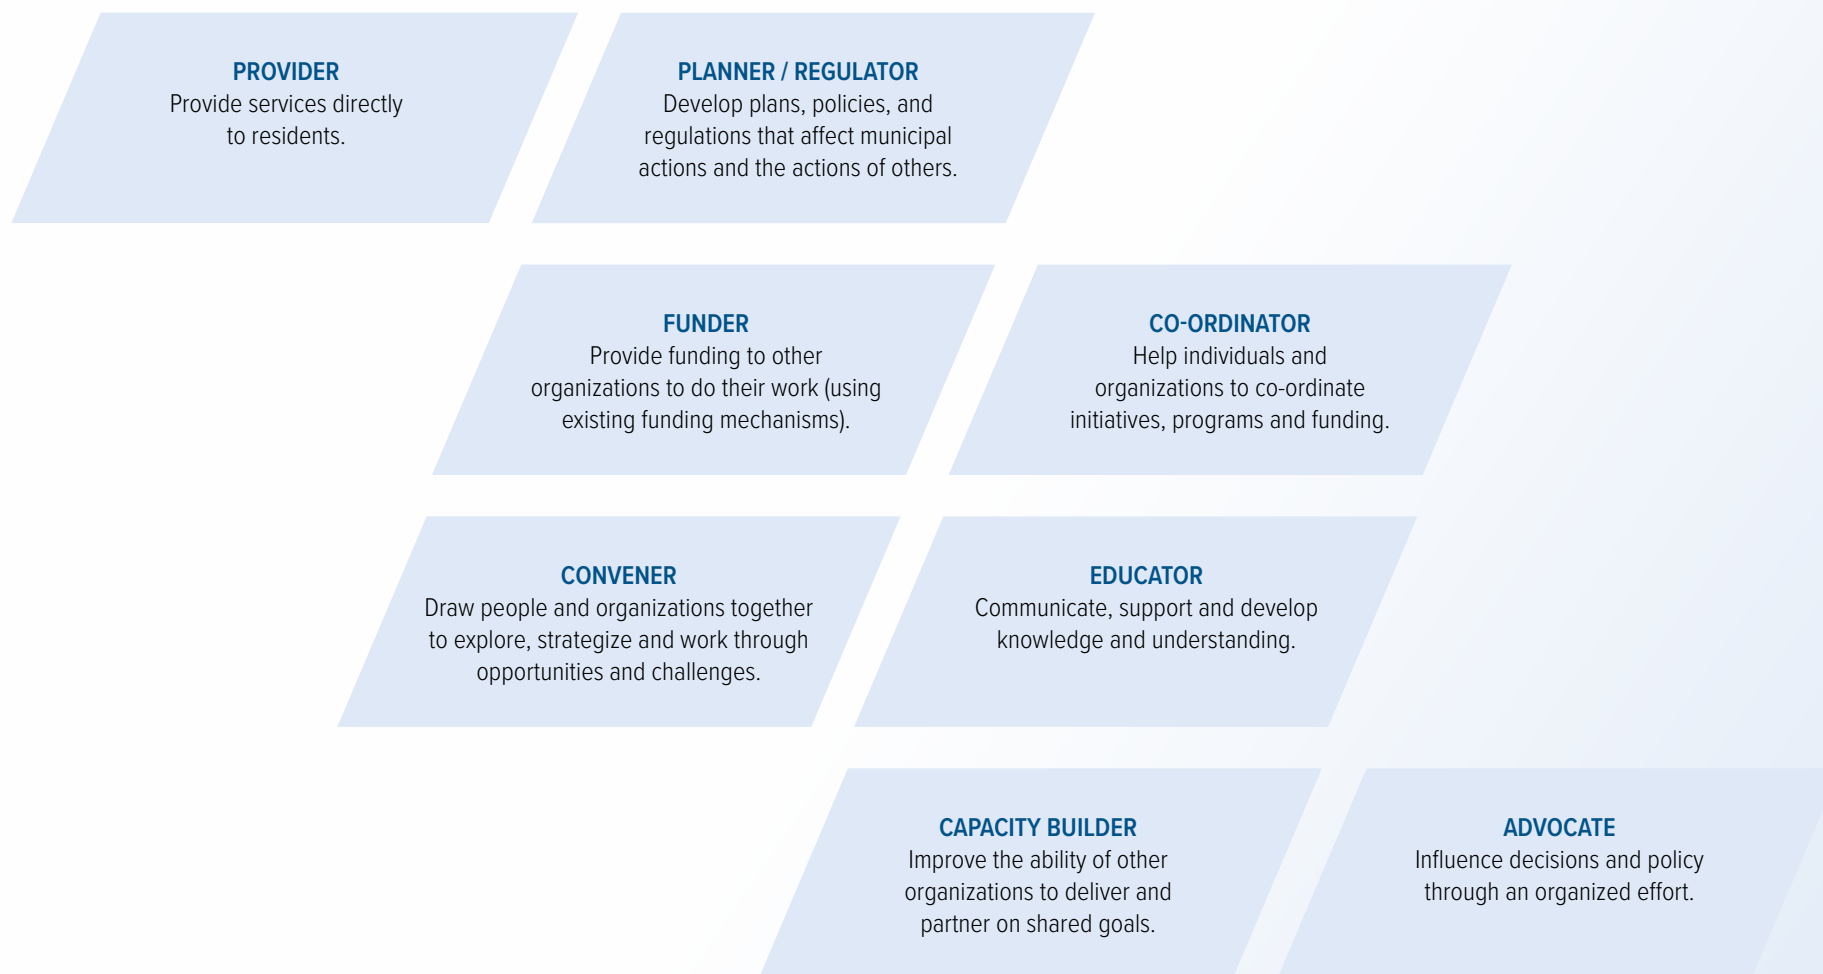 PROVIDER
Provide services directly
to residents.
PLANNER / REGULATOR
Develop plans, policies, and
regulations that affect municipal
actions and the actions of others.
FUNDER
Provide funding to other
organizations to do their work (using
existing funding mechanisms).
CO-ORDINATOR
Help individuals and
organizations to co-ordinate
initiatives, programs and funding.
CONVENER
Draw people and organizations together
to explore, strategize and work through
opportunities and challenges.
EDUCATOR
Communicate, support and develop
knowledge and understanding.
CAPACITY BUILDER
Improve the ability of other
organizations to deliver and
partner on shared goals.
ADVOCATE
Influence decisions and policy
through an organized effort.